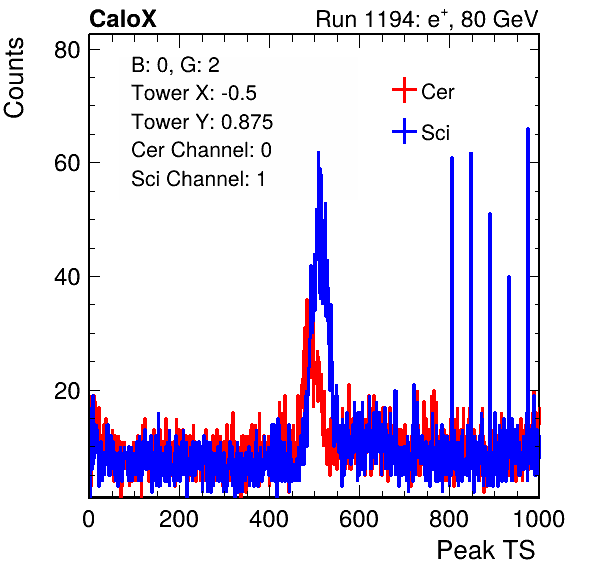 CaloX Run 1194: e+, 80 GeV
Counts
80
60
40
20
B: 0, G: 2
Tower X: -0.5
Tower Y: 0.875
Cer Channel: 0
Sci Channel: 1
Cer
Sci
0 200 400 600 800 1000
Peak TS